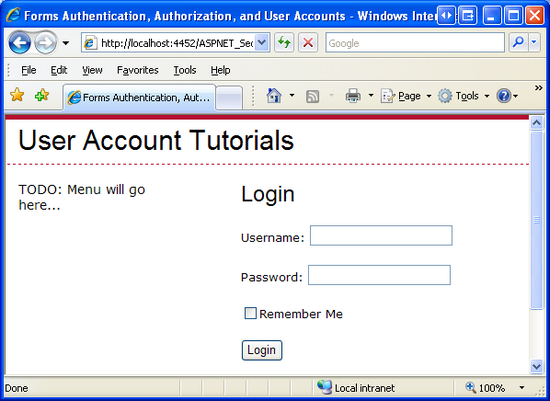 Forms Authentication, Authorization, and User Accounts - Windows Inter
http://localhost:4452/ASPNET_Sec
Google
File Edit View Favorites Tools Help
Forms Authentication, Aut...
Page Tools
User Account Tutorials
TODO: Menu will go
here...
Login
Username:
Password:
Remember Me
Login
Done Local intranet 100%